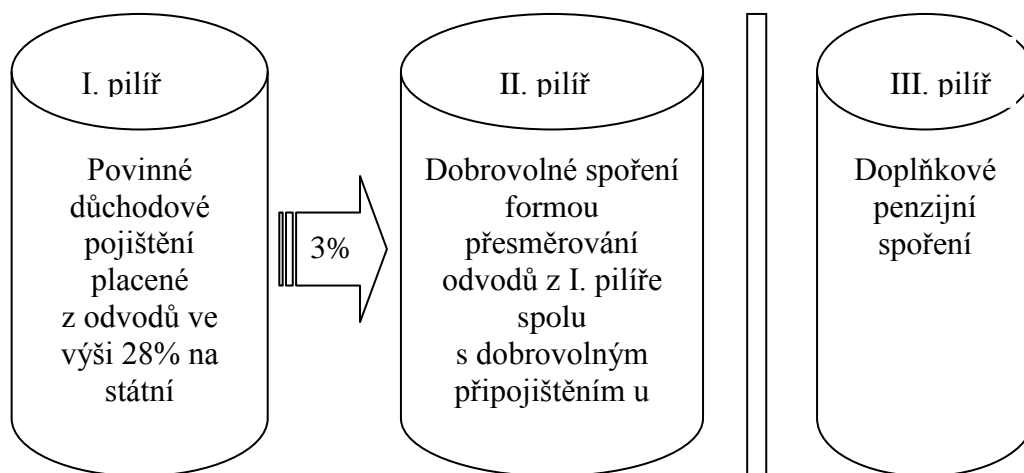 I. pilíř
Povinné
důchodové
pojištění
placené
z odvodů ve
výši 28% na
státní
3%
II. pilíř
Dobrovolné spoření
formou
přesměrování
odvodů z I. pilíře
spolu
s dobrovolným
připojištěním u
III. pilíř
Doplňkové
penzijní
spoření